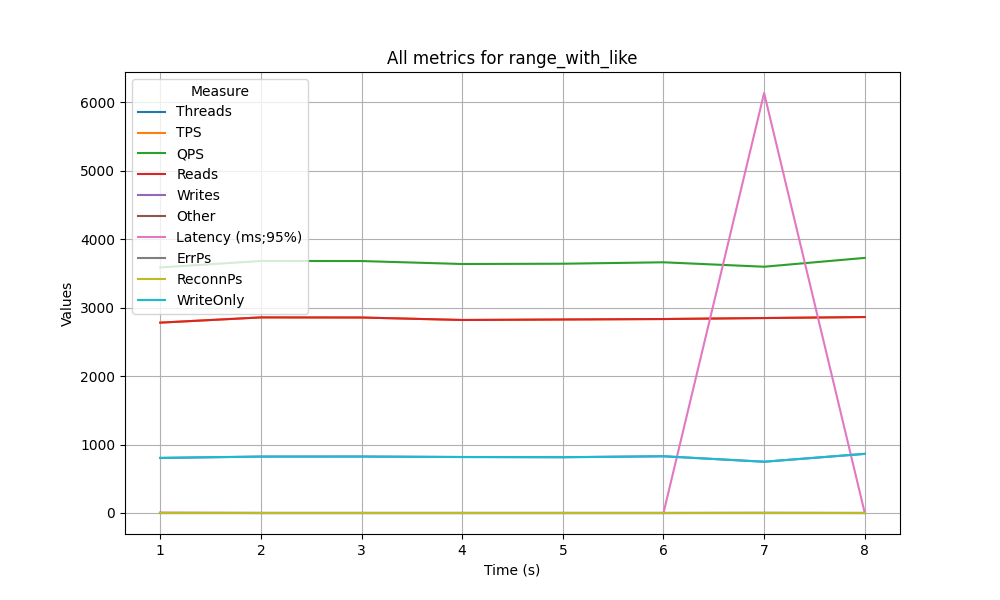 All metrics for range_with_like
Values
6000
5000
4000
3000
2000
1000
0
Measure
Threads
TPS
QPS
Reads
Writes
Other
Latency (ms;95%)
ErrPs
ReconnPs
WriteOnly
1 2 3 4 5 6 7 8
Time (s)